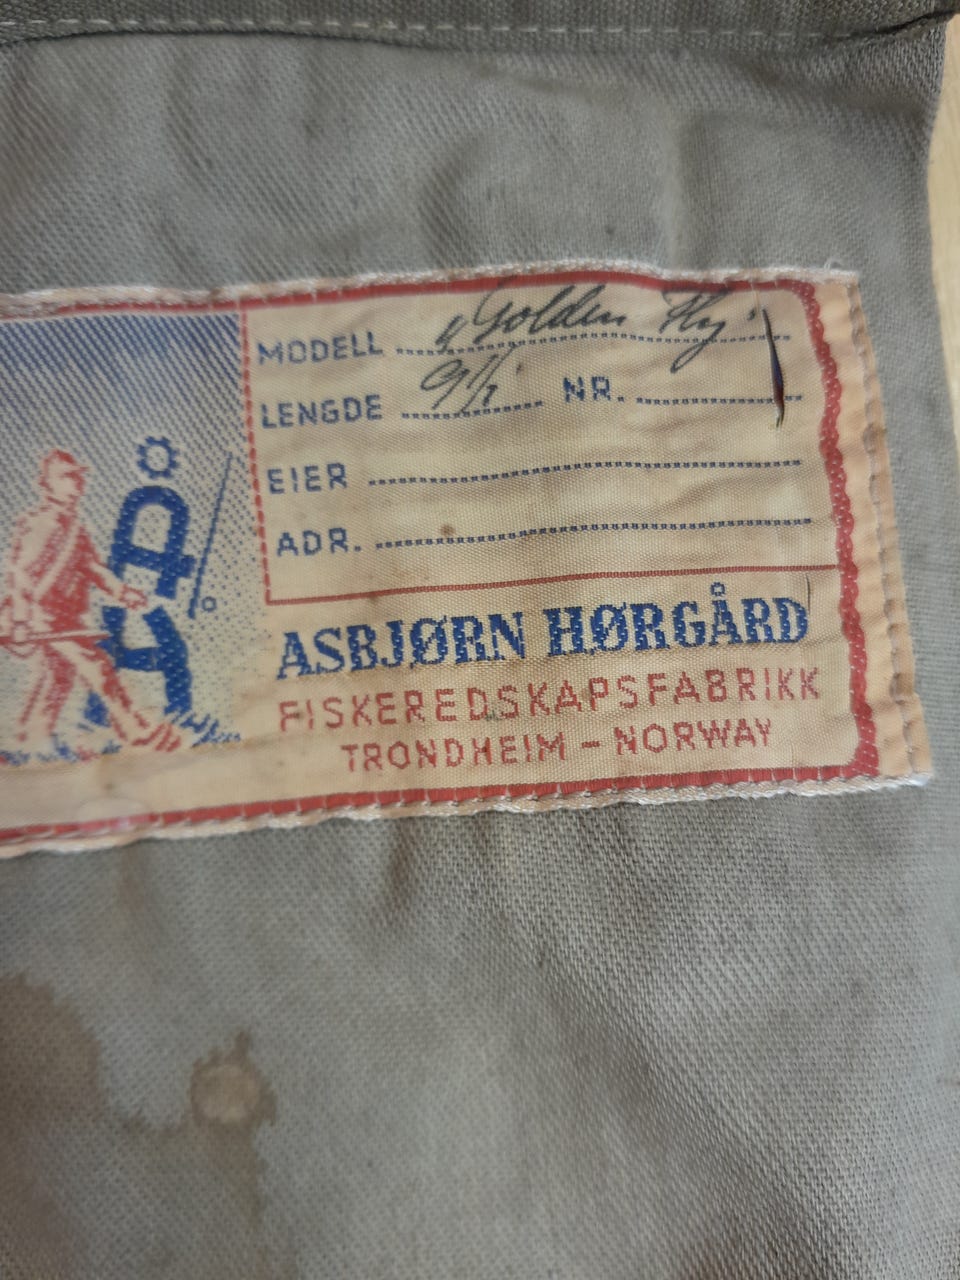 MODELL "Golden Fly"
LENGDE 9½' NR.
EIER
ADR.
ASBJØRN HØRGÅRD
FISKEREDSKAPSFABRIKK
TRONDHEIM - NORWAY